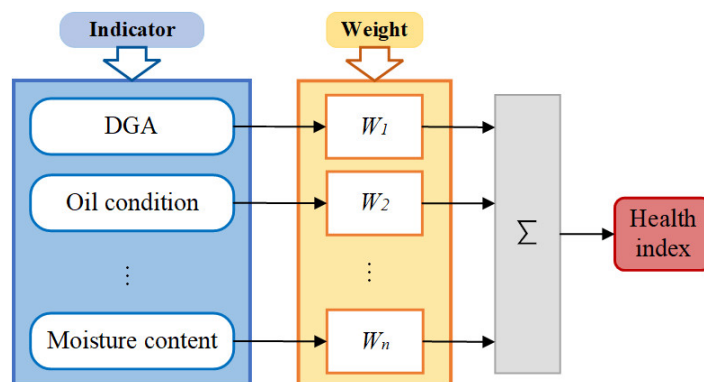 Indicator
Weight
DGA
W1
Oil condition
W2
∑
Health
index
⋮
⋮
Moisture content
Wn